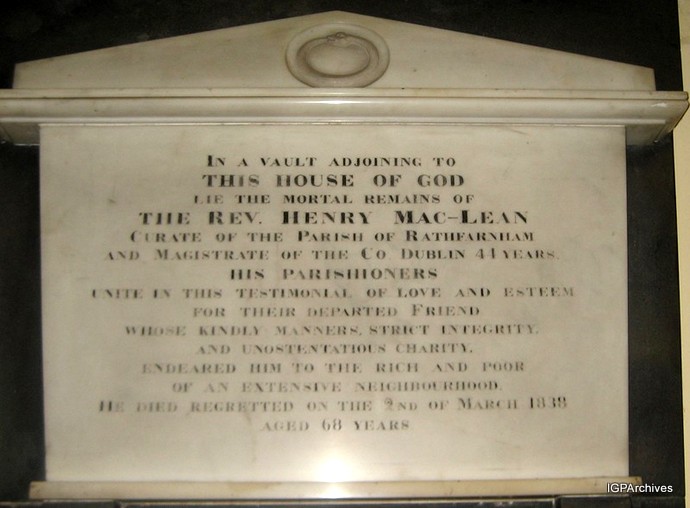 In a vault adjoining to
THIS HOUSE OF GOD
lie the mortal remains of
THE REV. HENRY MAC-LEAN
Curate of the Parish of Rathfarnham
and Magistrate of the Co Dublin 44 years.
HIS PARISHIONERS
unite in this testimonial of love and esteem
for their departed Friend
whose kindly manners, strict integrity,
and unostentatious charity,
endeared him to the rich and poor
of an extensive neighbourhood.
He died regretted on the 2nd of March 1838
aged 68 years
IGPArchives